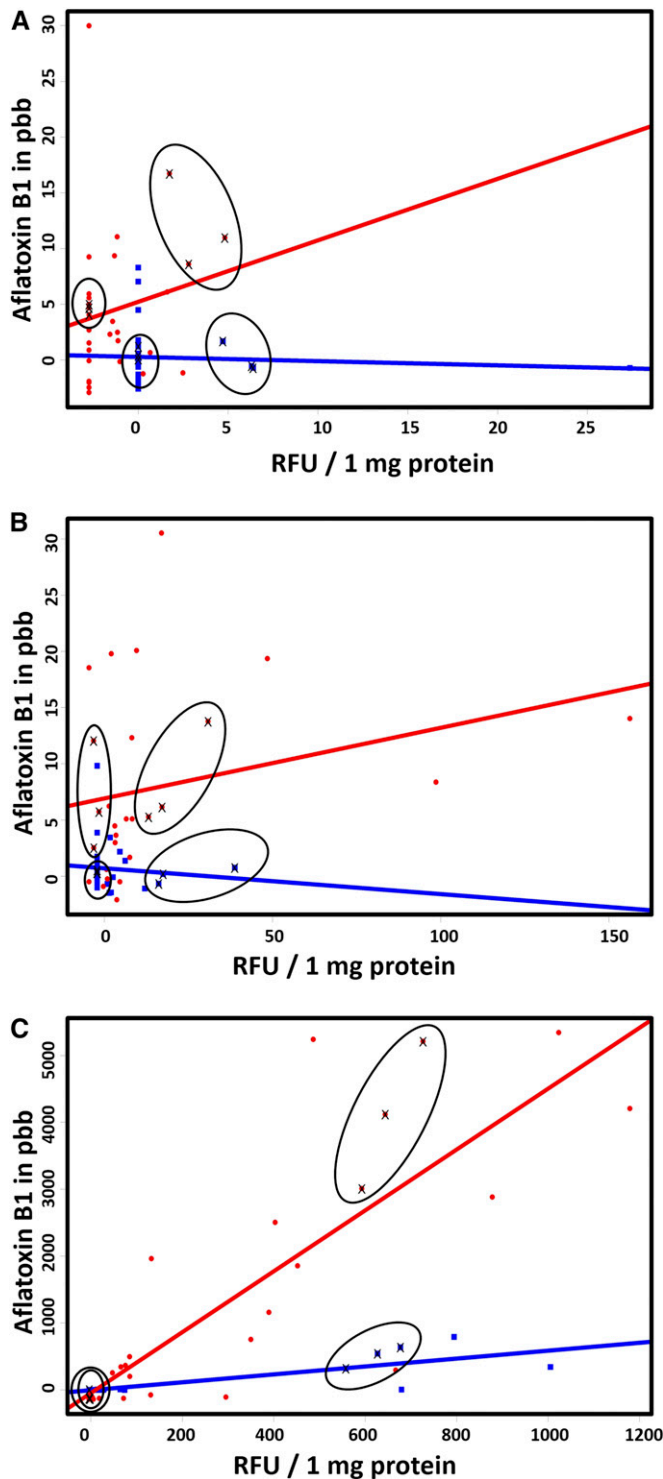 A
Aflatoxin B1 in pbb
30
25
20
15
10
5
0
0 5 10 15 20 25
RFU / 1 mg protein
B
Aflatoxin B1 in pbb
30
25
20
15
10
5
0
0 50 100 150
RFU / 1 mg protein
C
Aflatoxin B1 in pbb
5000
4000
3000
2000
1000
0
0 200 400 600 800 1000 1200
RFU / 1 mg protein